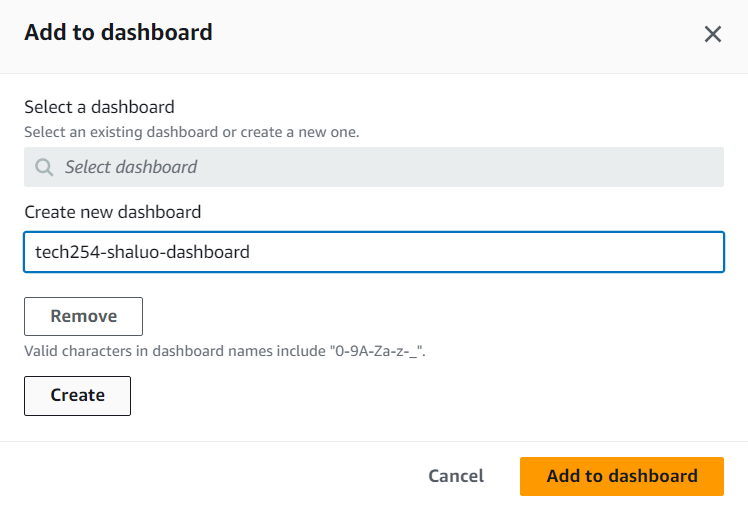 Add to dashboard
Select a dashboard
Select an existing dashboard or create a new one.
Select dashboard
Create new dashboard
tech254-shaluo-dashboard
Remove
Valid characters in dashboard names include "0-9A-Za-z-_".
Create
Cancel
Add to dashboard